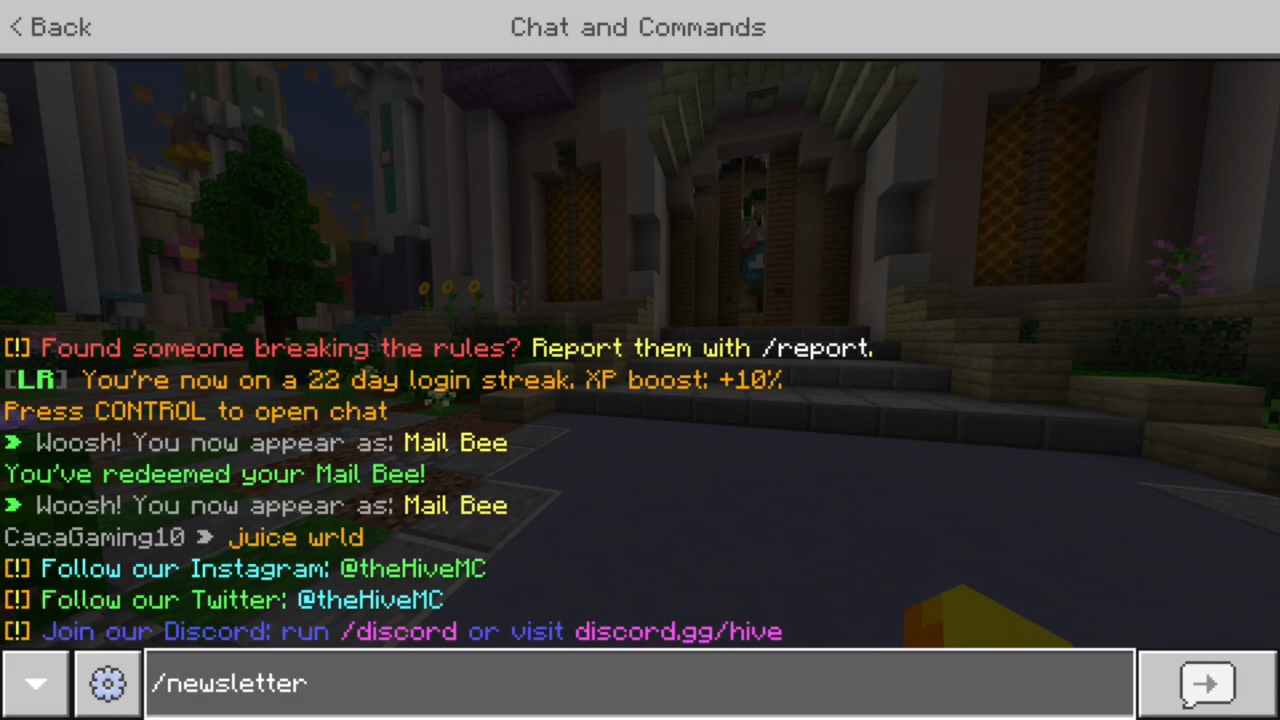 Back
Chat and Commands
[!] Found someone breaking the rules? Report them with /report.
[LR] You're now on a 22 day login streak. XP boost: +10%
Press CONTROL to open chat
» Woosh! You now appear as: Mail Bee
You've redeemed your Mail Bee!
» Woosh! You now appear as: Mail Bee
CacaGaming10 » juice wrld
[!] Follow our Instagram: @theHiveMC
[!] Follow our Twitter: @theHiveMC
[!] Join our Discord: run /discord or visit discord.gg/hive
/newsletter